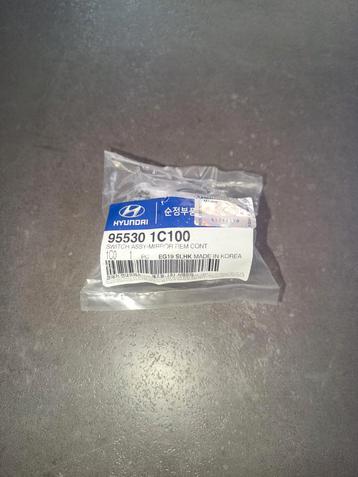 HYUNDAI
순정부품
95530 1C100
SWITCH ASSY-MIRROR REM CONT
1C0 1 PC EG19 SLHK MADE IN KOREA